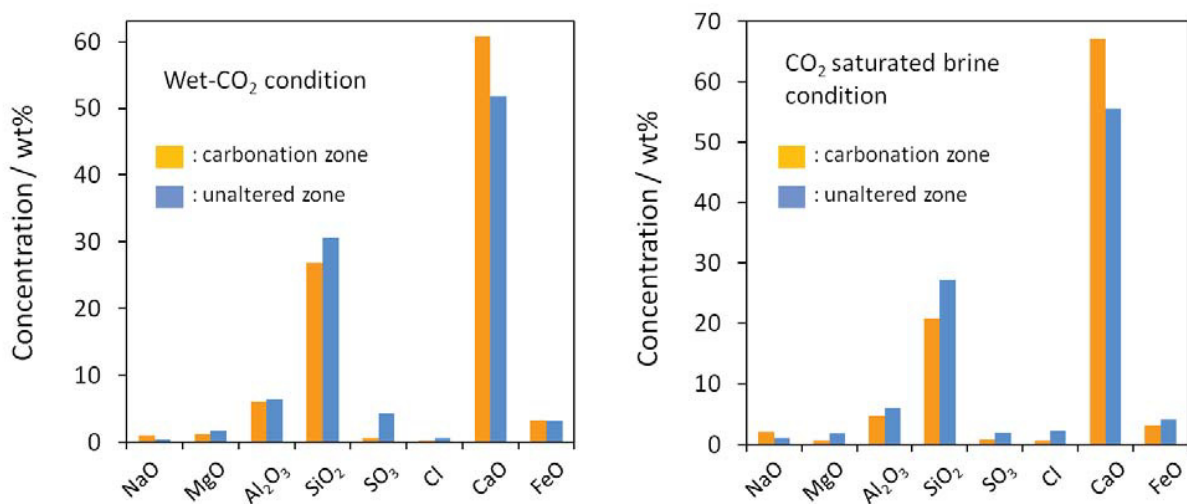 Concentration / wt%
60
50
40
30
20
10
0
Wet-CO₂ condition
: carbonation zone
: unaltered zone
NaO
MgO
Al₂O₃
SiO₂
SO₃
Cl
CaO
FeO
Concentration / wt%
70
60
50
40
30
20
10
0
CO₂ saturated brine
condition
: carbonation zone
: unaltered zone
NaO
MgO
Al₂O₃
SiO₂
SO₃
Cl
CaO
FeO